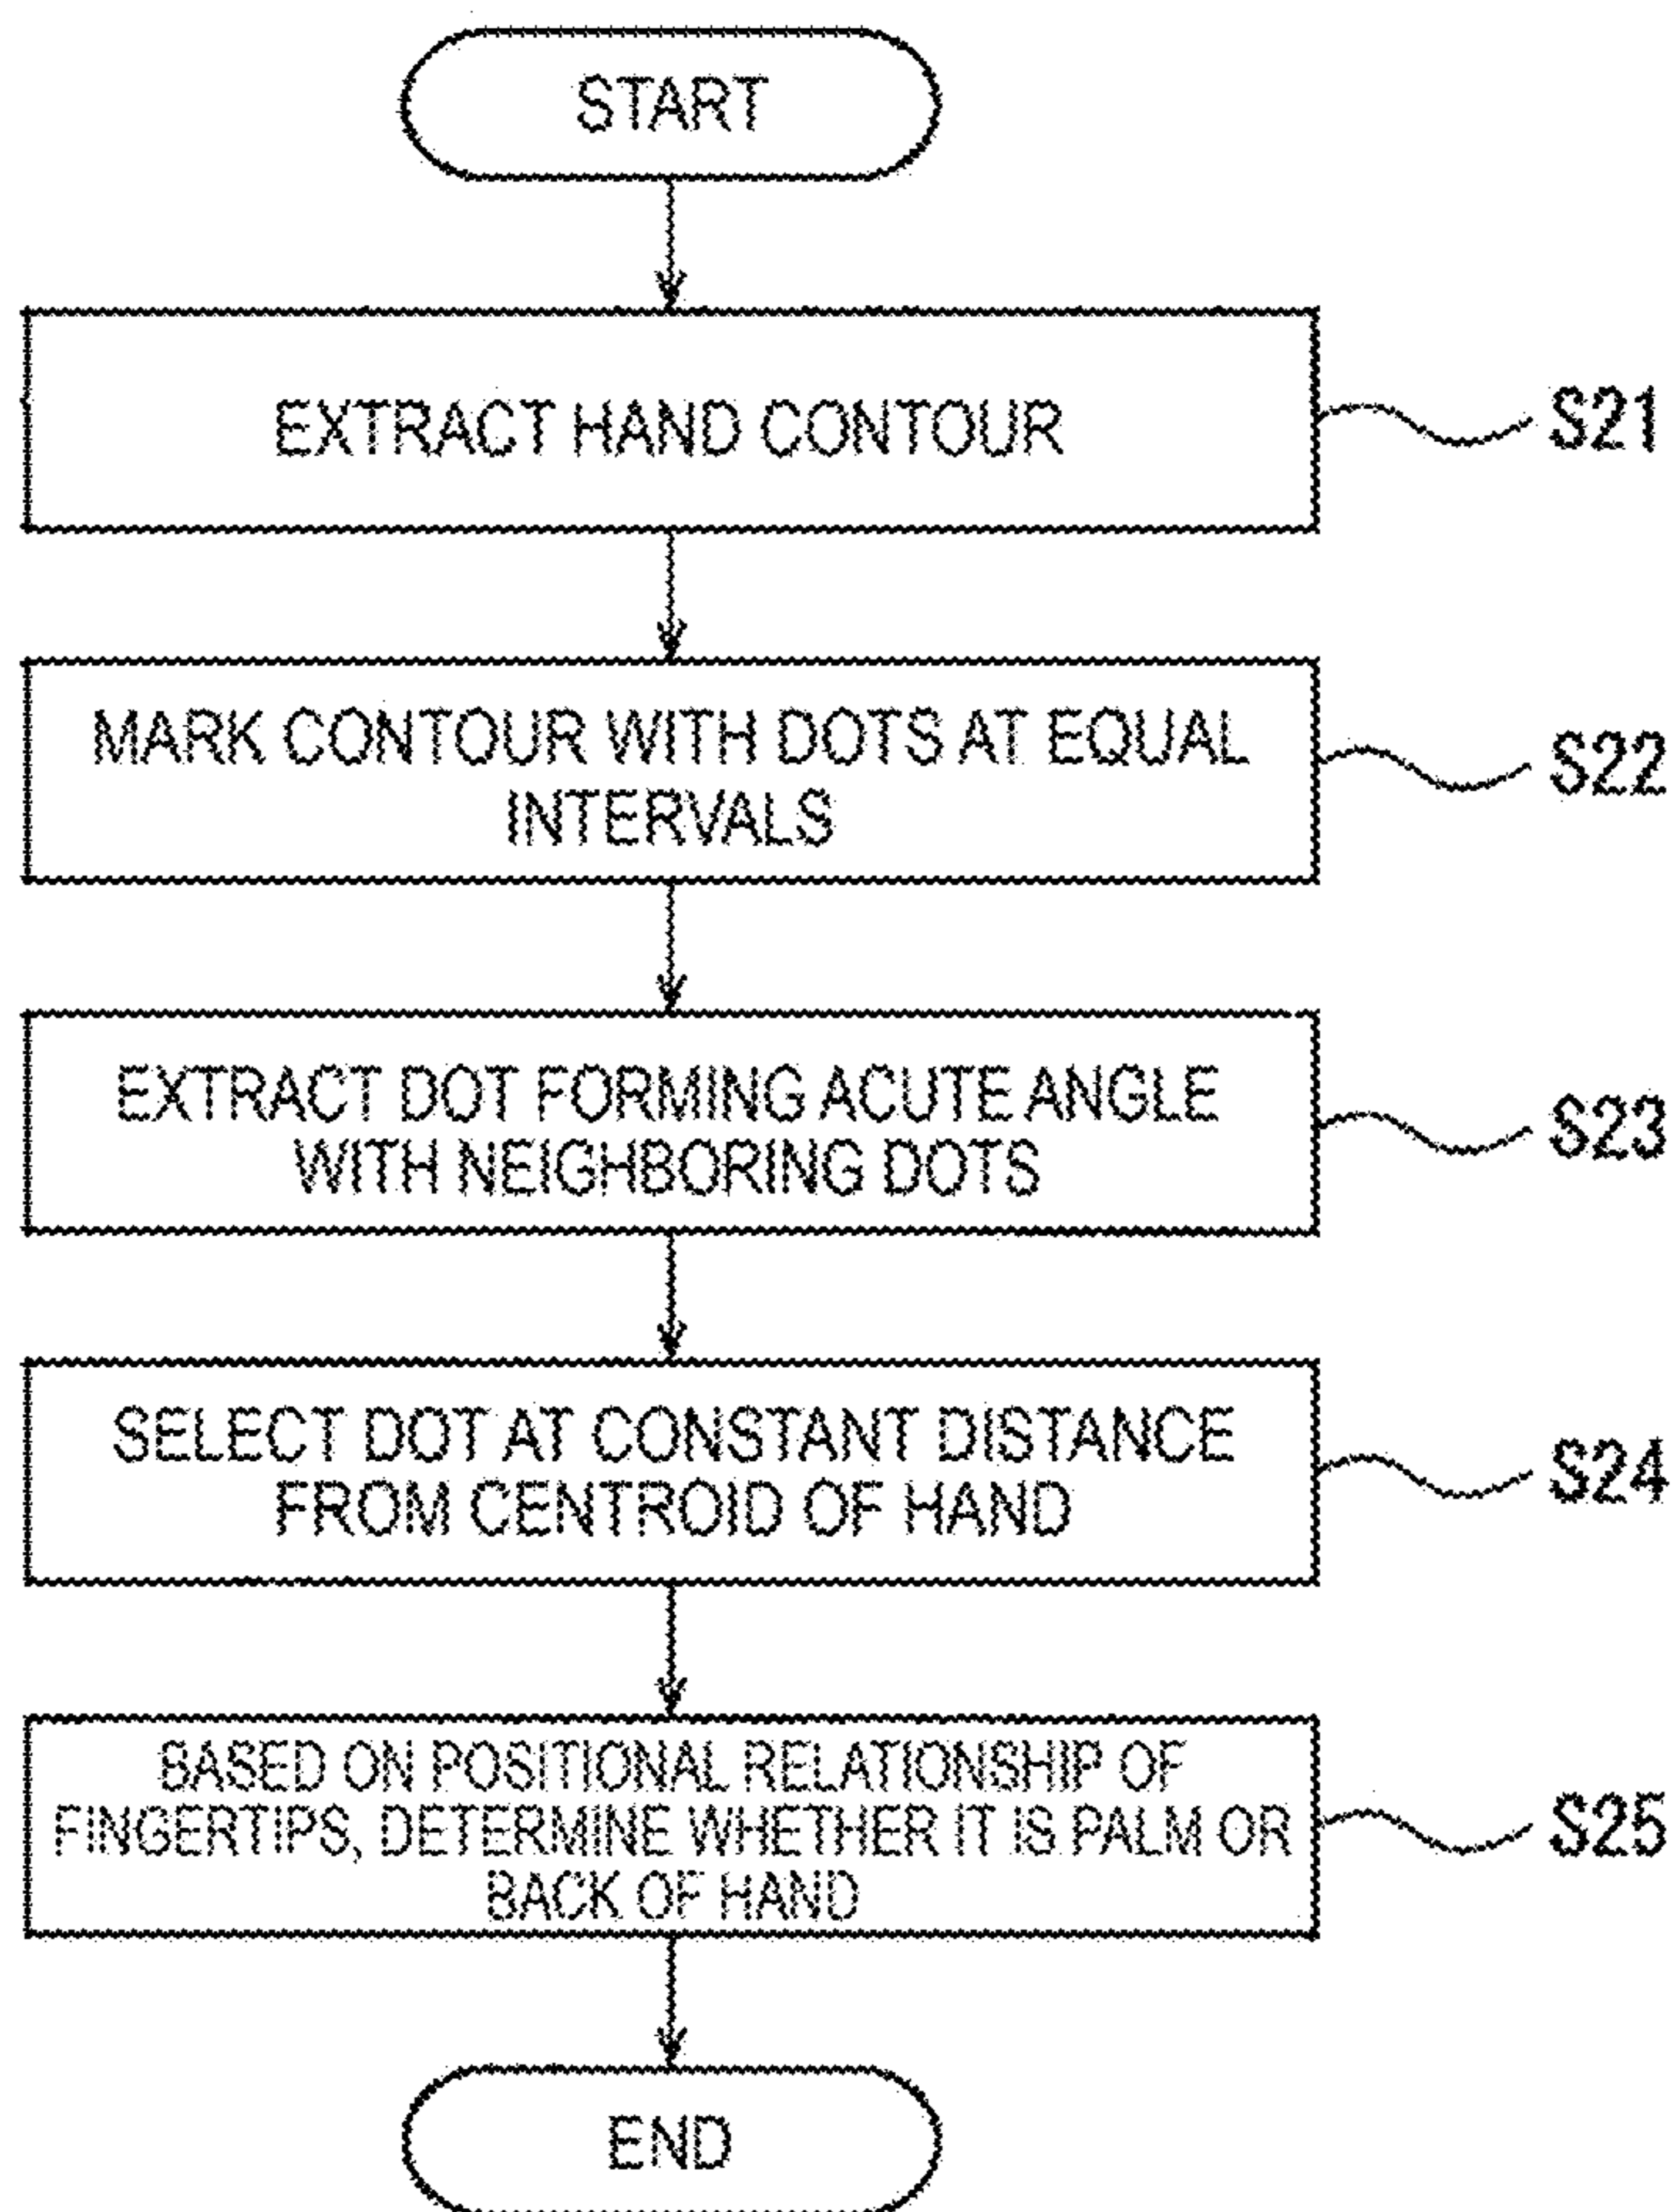 START
EXTRACT HAND CONTOUR
S21
MARK CONTOUR WITH DOTS AT EQUAL
INTERVALS
S22
EXTRACT DOT FORMING ACUTE ANGLE
WITH NEIGHBORING DOTS
S23
SELECT DOT AT CONSTANT DISTANCE
FROM CENTROID OF HAND
S24
BASED ON POSITIONAL RELATIONSHIP OF
FINGERTIPS, DETERMINE WHETHER IT IS PALM OR
BACK OF HAND
S25
END